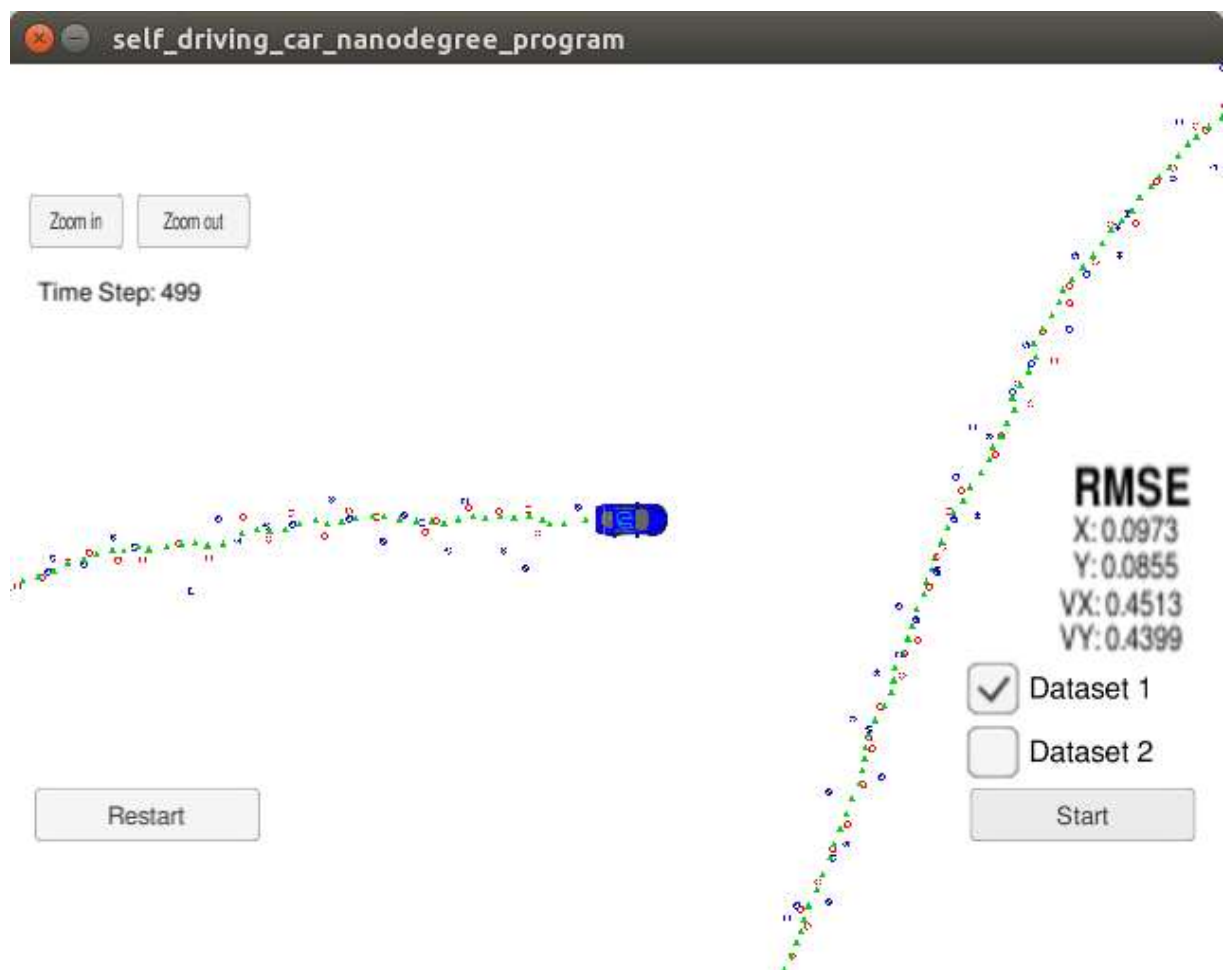 self_driving_car_nanodegree_program
Zoom in
Zoom out
Time Step: 499
RMSE
X: 0.0973
Y: 0.0855
VX: 0.4513
VY: 0.4399
Dataset 1
Dataset 2
Restart
Start